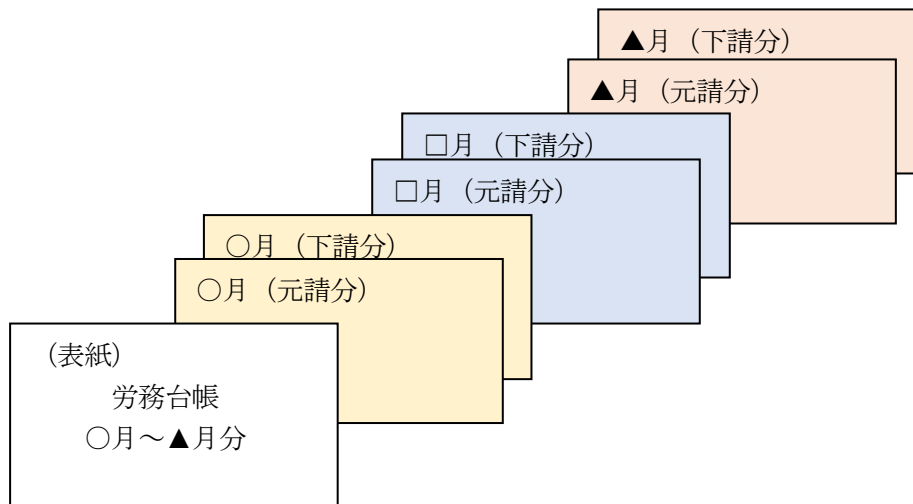 ▲月（下請分）
▲月（元請分）
□月（下請分）
□月（元請分）
○月（下請分）
○月（元請分）
（表紙）
労務台帳
○月～▲月分